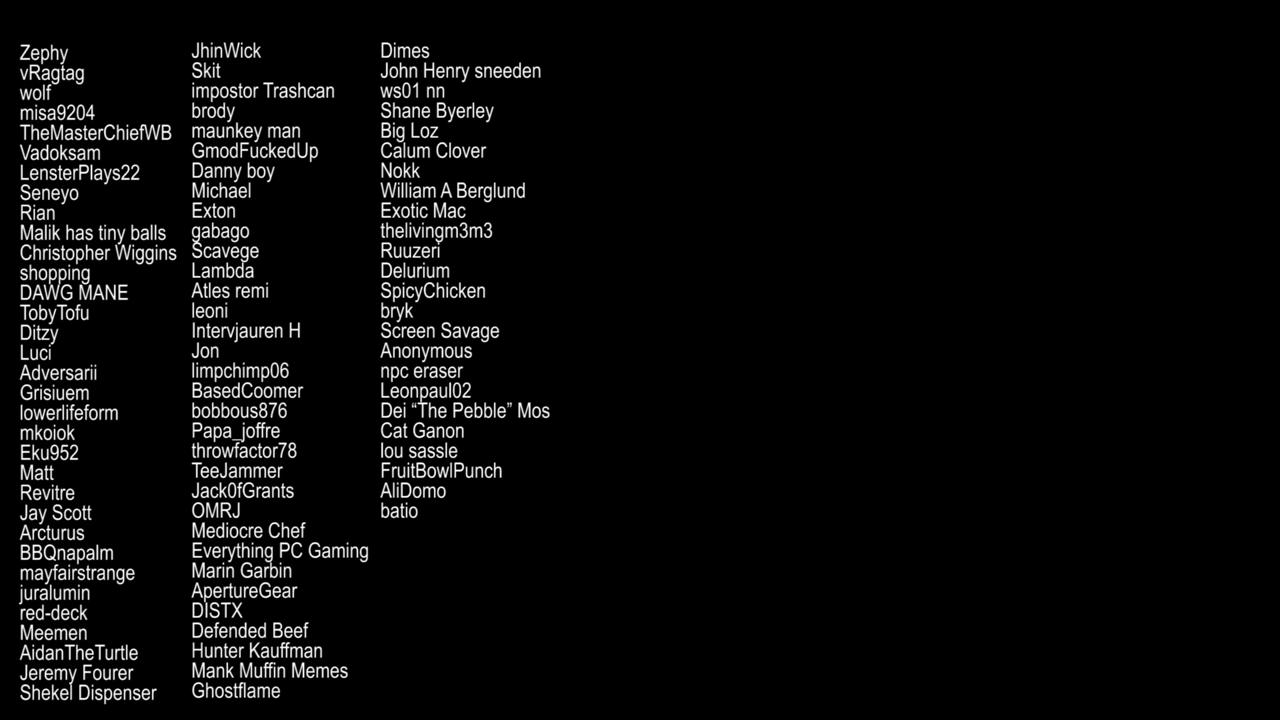 Zephy
vRagtag
wolf
misa9204
TheMasterChiefWB
Vadoksam
LensterPlays22
Seneyo
Rian
Malik has tiny balls
Christopher Wiggins
shopping
DAWG MANE
TobyTofu
Ditzy
Luci
Adversarii
Grisiuem
lowerlifeform
mkoiok
Eku952
Matt
Revitre
Jay Scott
Arcturus
BBQnapalm
mayfairstrange
juralumin
red-deck
Meemen
AidanTheTurtle
Jeremy Fourer
Shekel Dispenser
JhinWick
Skit
impostor Trashcan
brody
maunkey man
GmodFuckedUp
Danny boy
Michael
Exton
gabago
Scavege
Lambda
Atles remi
leoni
Intervjauren H
Jon
limpchimp06
BasedCoomer
bobbous876
Papa_joffre
throwfactor78
TeeJammer
Jack0fGrants
OMRJ
Mediocre Chef
Everything PC Gaming
Marin Garbin
ApertureGear
DISTX
Defended Beef
Hunter Kauffman
Mank Muffin Memes
Ghostflame
Dimes
John Henry sneeden
ws01 nn
Shane Byerley
Big Loz
Calum Clover
Nokk
William A Berglund
Exotic Mac
thelivingm3m3
Ruuzeri
Delurium
SpicyChicken
bryk
Screen Savage
Anonymous
npc eraser
Leonpaul02
Dei “The Pebble” Mos
Cat Ganon
lou sassle
FruitBowlPunch
AliDomo
batio